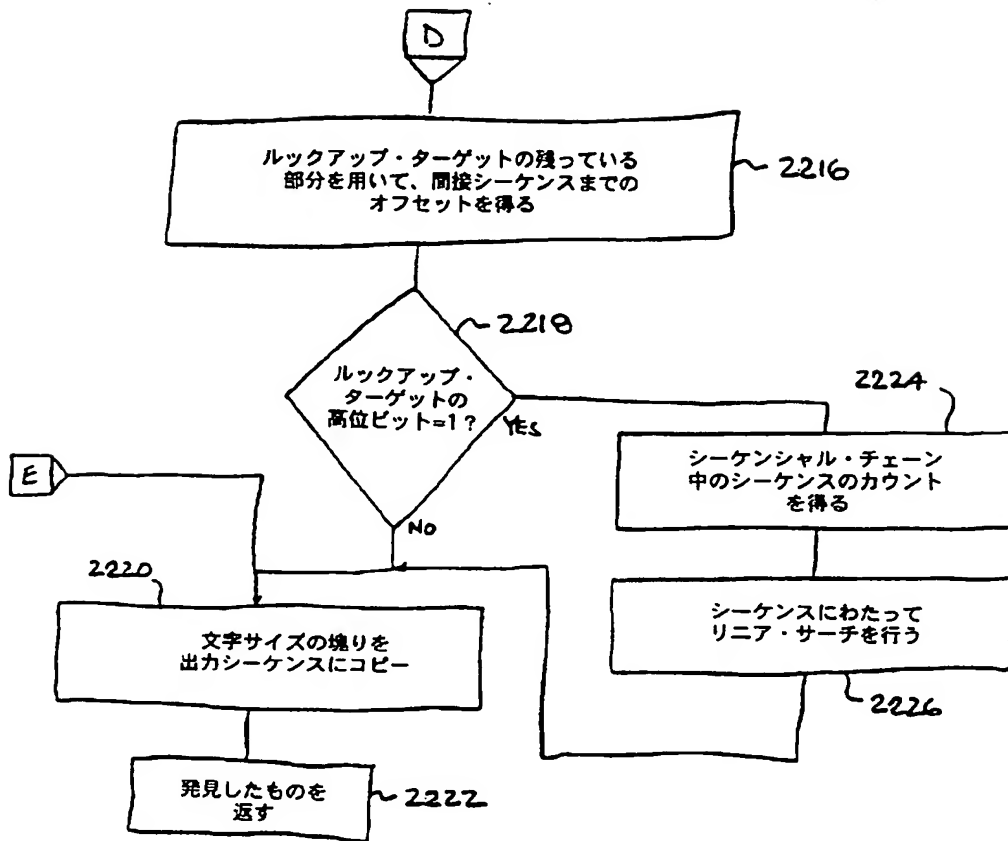 D
ルックアップ・ターゲットの残っている
部分を用いて、間接シーケンスまでの
オフセットを得る
2216
2218
ルックアップ・
ターゲットの
高位ビット=1?
YES
2224
シーケンシャル・チェーン
中のシーケンスのカウント
を得る
E
NO
2220
文字サイズの塊りを
出力シーケンスにコピー
シーケンスにわたって
リニア・サーチを行う
2226
発見したものを
返す
2222